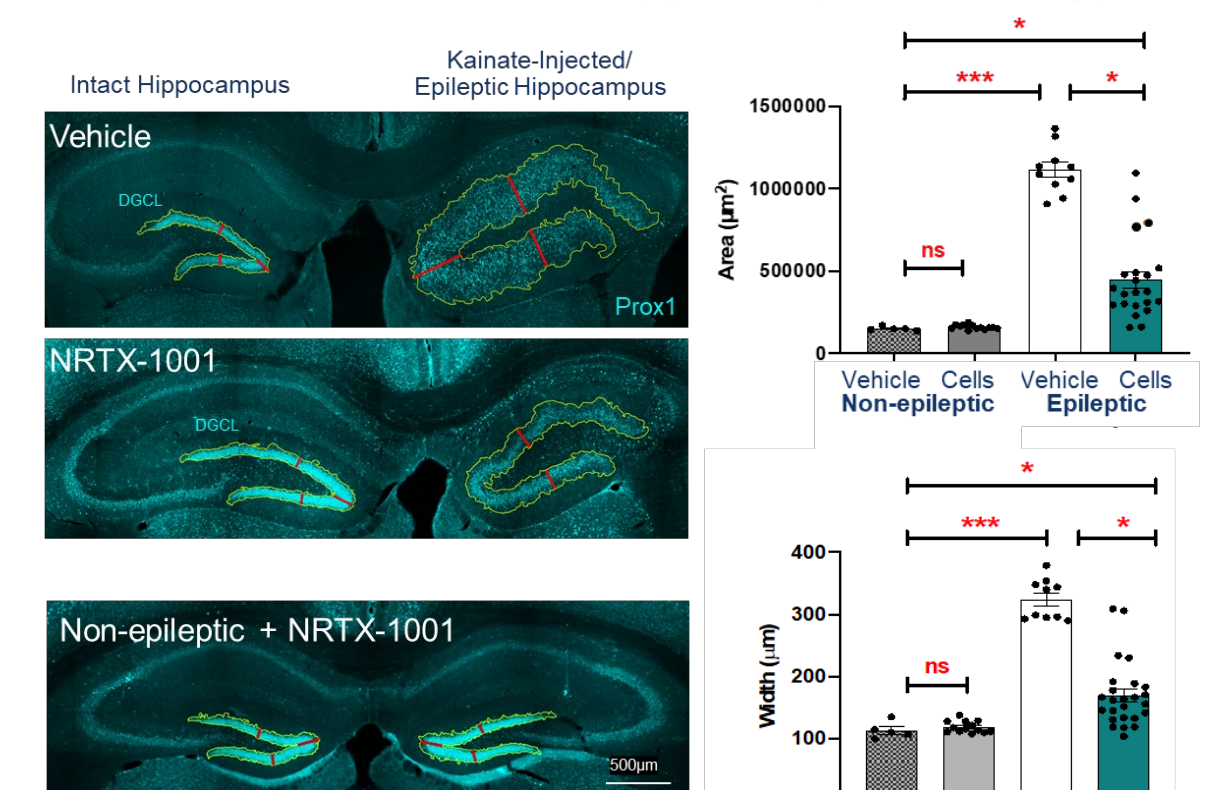 Intact Hippocampus
Kainate-Injected/
Epileptic Hippocampus
Vehicle
DGCL
Prox1
NRTX-1001
DGCL
Non-epileptic + NRTX-1001
500µm
*
***
*
1500000
1000000
500000
0
Area (µm²)
ns
Vehicle Cells Vehicle Cells
Non-epileptic Epileptic
*
***
*
400
300
200
100
Width (µm)
ns